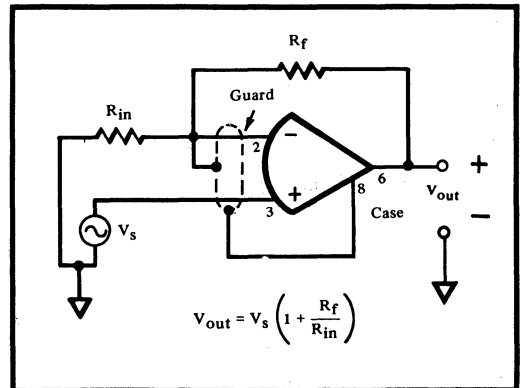 Rf
Guard
Rin
2
−
6
+
8
3
+
Vout
Case
−
Vs
Vout = Vs (1 + Rf/Rin)